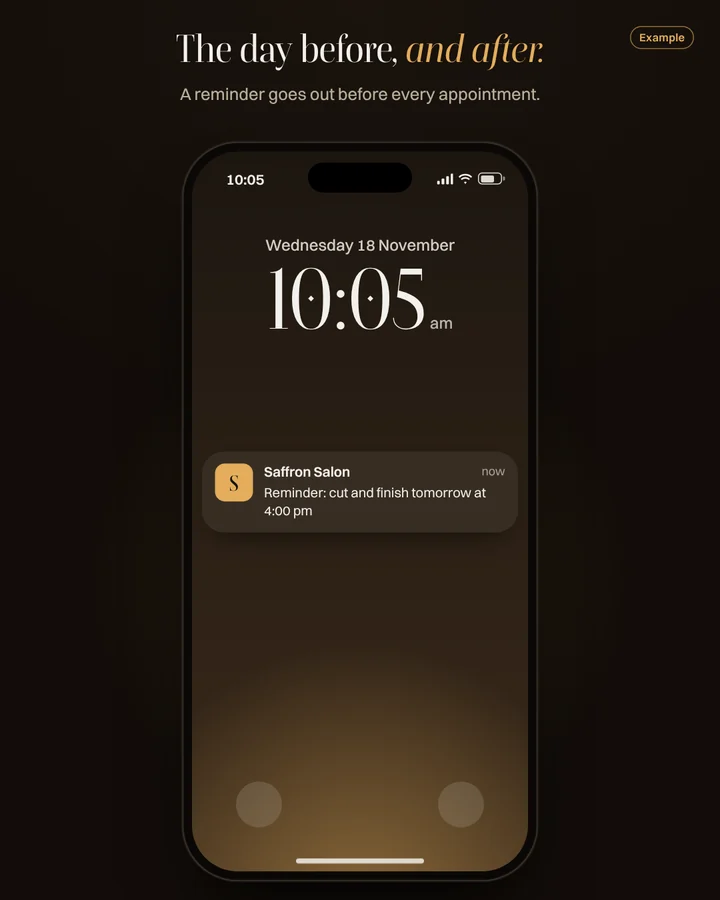 The day before, and after.
Example
A reminder goes out before every appointment.
10:05
Wednesday 18 November
10:05 am
S
Saffron Salon
now
Reminder: cut and finish tomorrow at
4:00 pm